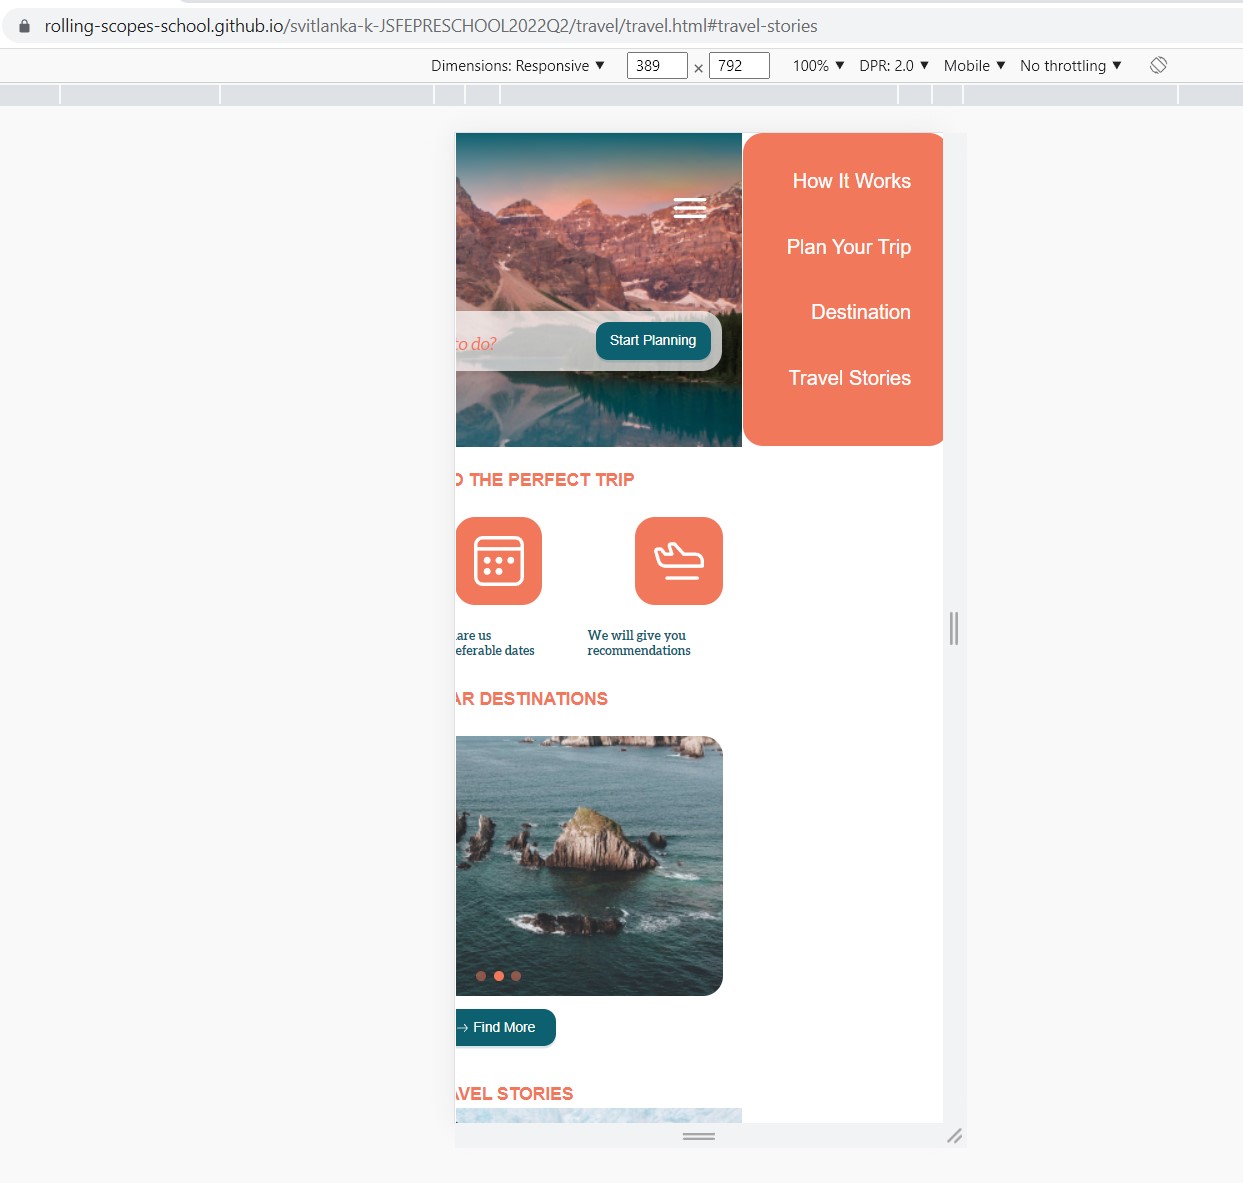 rolling-scopes-school.github.io/svitlanka-k-JSFEPRESCHOOL2022Q2/travel/travel.html#travel-stories
Dimensions: Responsive ▼ 389 × 792 100% ▼ DPR: 2.0 ▼ Mobile ▼ No throttling ▼
How It Works
Plan Your Trip
Destination
Travel Stories
to do?
Start Planning
O THE PERFECT TRIP
are us
eferable dates
We will give you
recommendations
AR DESTINATIONS
→ Find More
AVEL STORIES